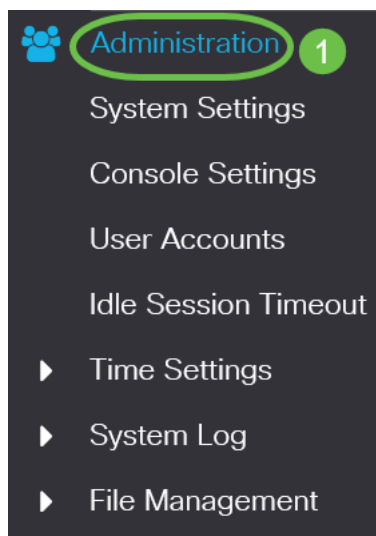 Administration 1
System Settings
Console Settings
User Accounts
Idle Session Timeout
Time Settings
System Log
File Management